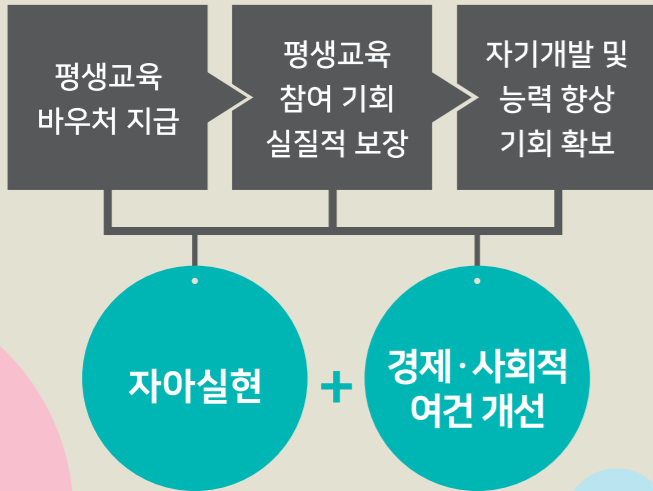 평생교육
바우처 지급
평생교육
참여 기회
실질적 보장
자기개발 및
능력 향상
기회 확보
자아실현
+
경제·사회적
여건 개선